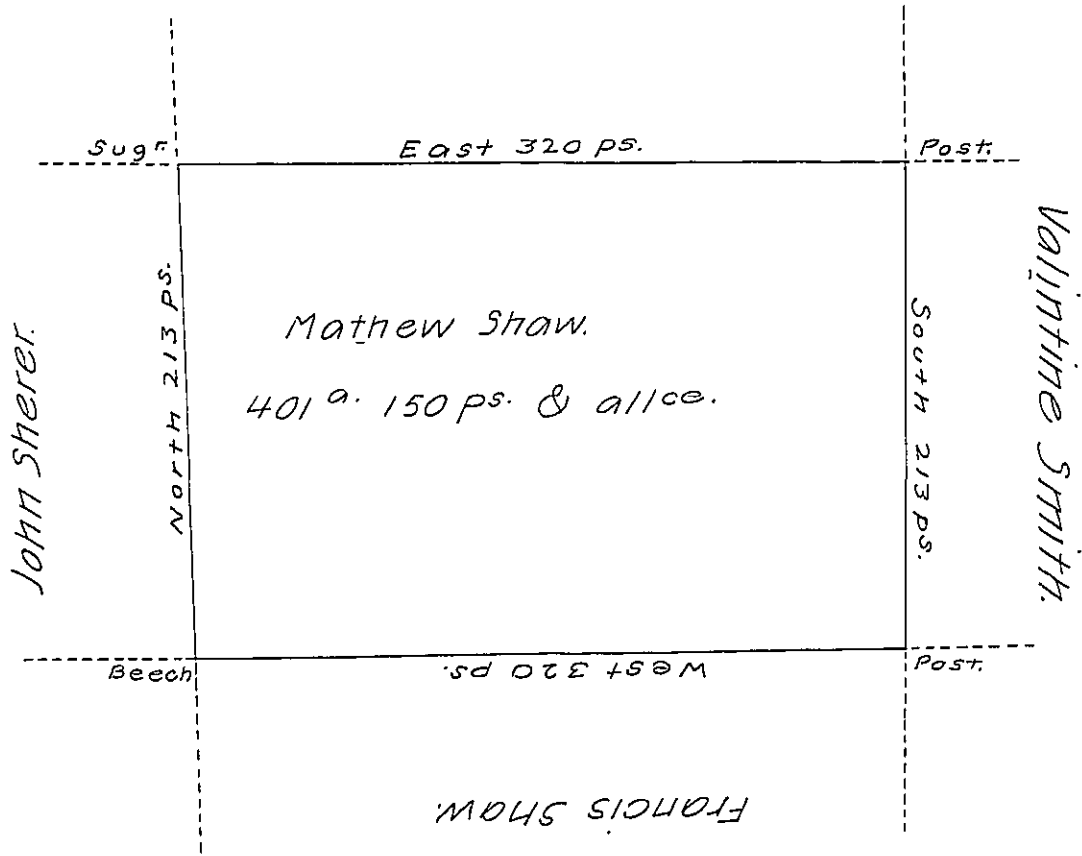 Sugr. East 320 ps. Post.
North 213 ps.
John Sherer.
Mathew Shaw.
401 a. 150 ps. & allce.
South 213 ps.
Valintine Smith.
Beech West 320 ps. Post.
Francis Shaw.